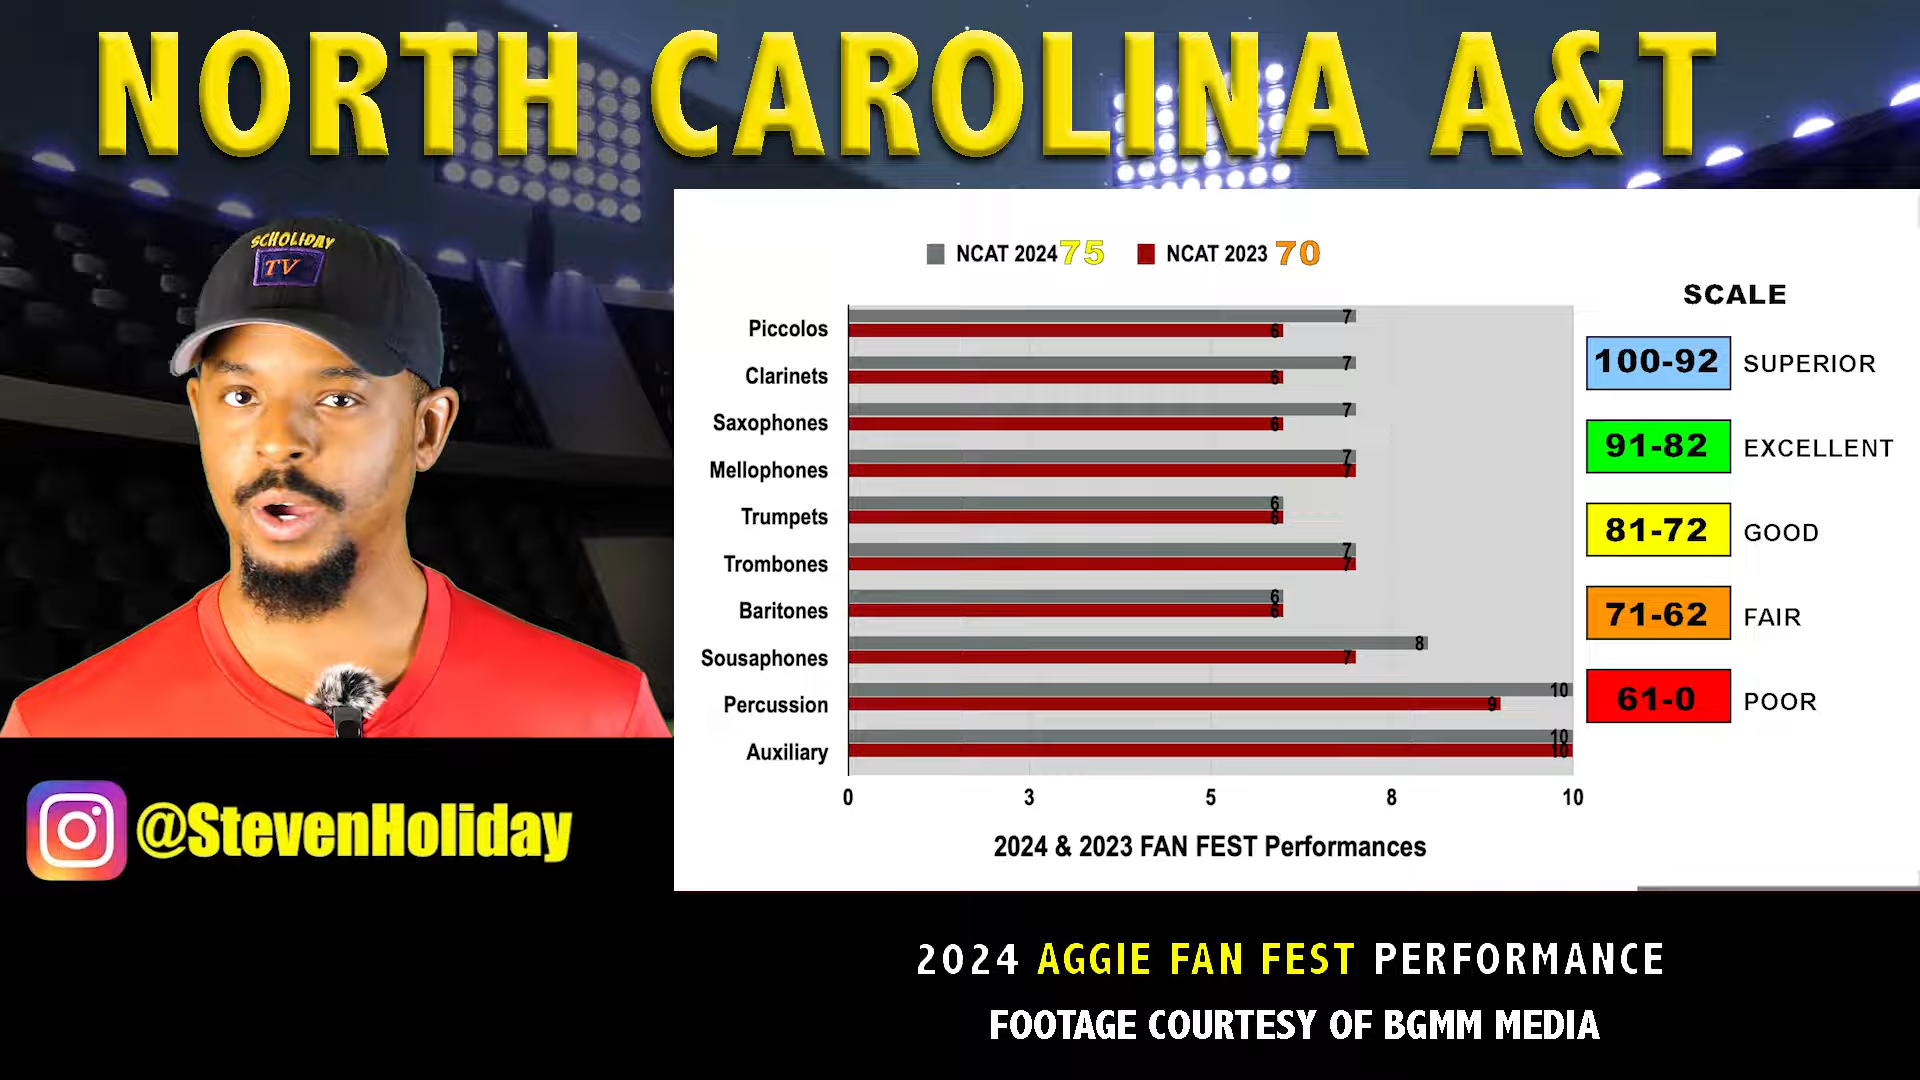 NORTH CAROLINA A&T
SCHOLIDAY
TV
NCAT 2024 75 NCAT 2023 70
SCALE
100-92 SUPERIOR
91-82 EXCELLENT
81-72 GOOD
71-62 FAIR
61-0 POOR
Piccolos 7 6
Clarinets 7 6
Saxophones 7 6
Mellophones 7 7
Trumpets 6 6
Trombones 7 7
Baritones 6 6
Sousaphones 8 7
Percussion 10 9
Auxiliary 10 10
0 3 5 8 10
2024 & 2023 FAN FEST Performances
@StevenHoliday
2024 AGGIE FAN FEST PERFORMANCE
FOOTAGE COURTESY OF BGMM MEDIA